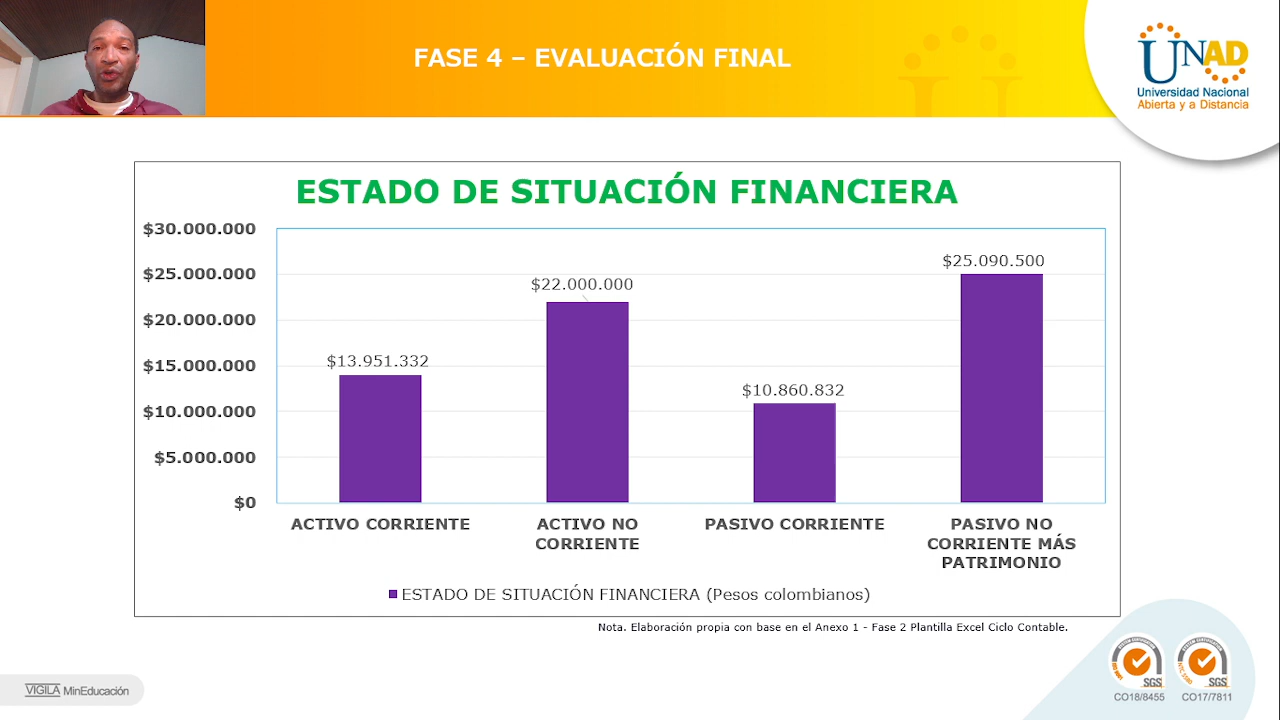 FASE 4 – EVALUACIÓN FINAL
UNAD
Universidad Nacional
Abierta y a Distancia
ESTADO DE SITUACIÓN FINANCIERA
$30.000.000
$25.000.000
$20.000.000
$15.000.000
$10.000.000
$5.000.000
$0
$13.951.332
$22.000.000
$10.860.832
$25.090.500
ACTIVO CORRIENTE
ACTIVO NO
CORRIENTE
PASIVO CORRIENTE
PASIVO NO
CORRIENTE MÁS
PATRIMONIO
ESTADO DE SITUACIÓN FINANCIERA (Pesos colombianos)
Nota. Elaboración propia con base en el Anexo 1 - Fase 2 Plantilla Excel Ciclo Contable.
VIGILA MinEducación
SGS
SGS
CO18/8455
CO17/7811